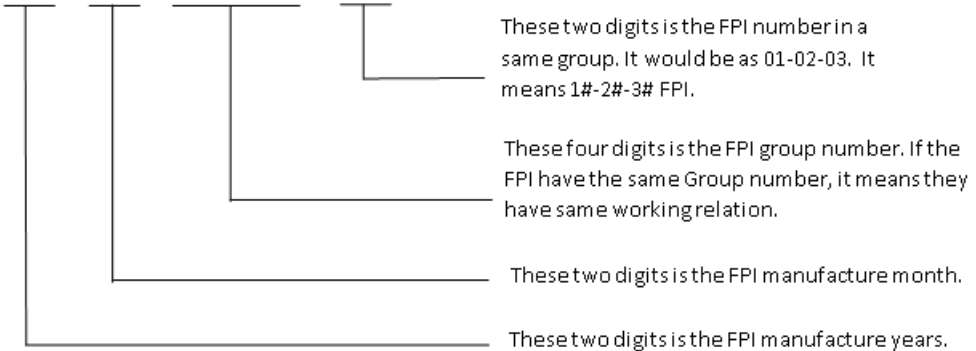 These two digits is the FPI number in a
same group. It would be as 01-02-03. It
means 1#-2#-3# FPI.
These four digits is the FPI group number. If the
FPI have the same Group number, it means they
have same working relation.
These two digits is the FPI manufacture month.
These two digits is the FPI manufacture years.